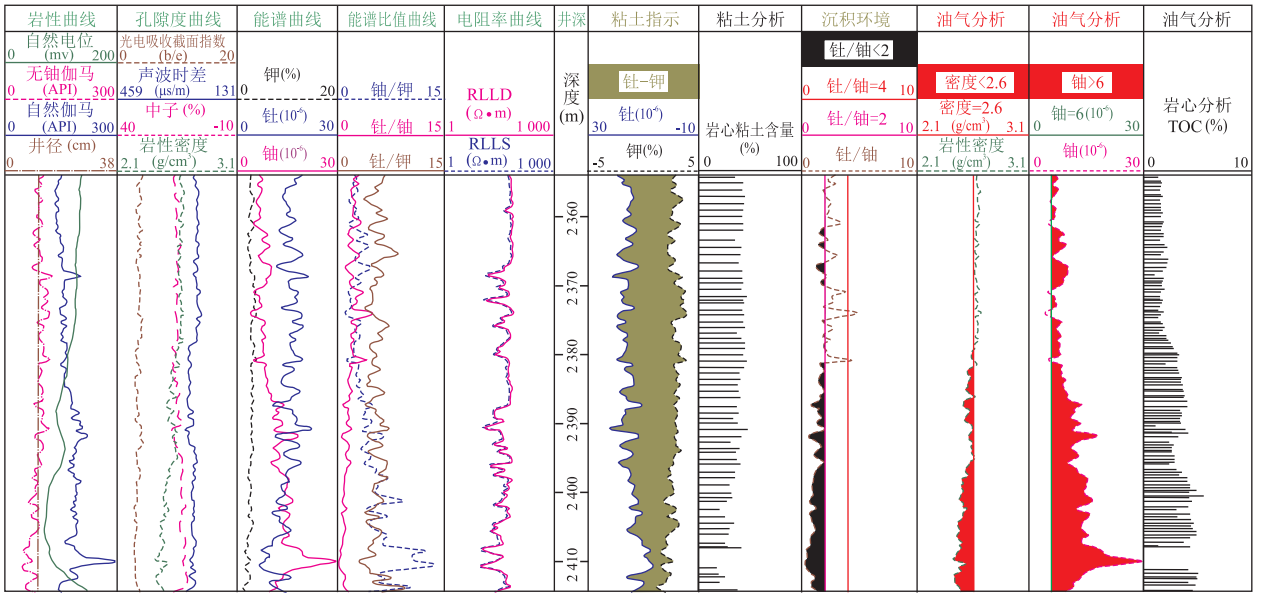 岩性曲线 孔隙度曲线 能谱曲线 能谱比值曲线 电阻率曲线 井深 粘土指示 粘土分析 沉积环境 油气分析 油气分析 油气分析
自然电位
0 (mv) 200
无铀伽马
0 (API) 300
自然伽马
0 (API) 300
井径 (cm)
0 38
光电吸收截面指数
0 (b/e) 20
声波时差
459 (μs/m) 131
中子 (%)
40 -10
岩性密度
2.1 (g/cm³) 3.1
钾(%)
0 20
钍(10⁻⁶)
0 30
铀(10⁻⁶)
0 30
铀/钾
0 15
钍/铀
0 15
钍/钾
0 15
RLLD
(Ω•m)
1 1 000
RLLS
1 (Ω•m) 1 000
深度(m)
钍-钾
钍(10⁻⁶)
30 -10
钾(%)
-5 5
岩心粘土含量
(%)
0 100
钍/铀<2
钍/铀=4
0 10
钍/铀=2
0 10
钍/铀
0 10
密度<2.6
密度=2.6
2.1 (g/cm³) 3.1
岩性密度
2.1 (g/cm³) 3.1
铀>6
铀=6(10⁻⁶)
0 30
铀(10⁻⁶)
0 30
岩心分析
TOC(%)
0 10
2 360
2 370
2 380
2 390
2 400
2 410